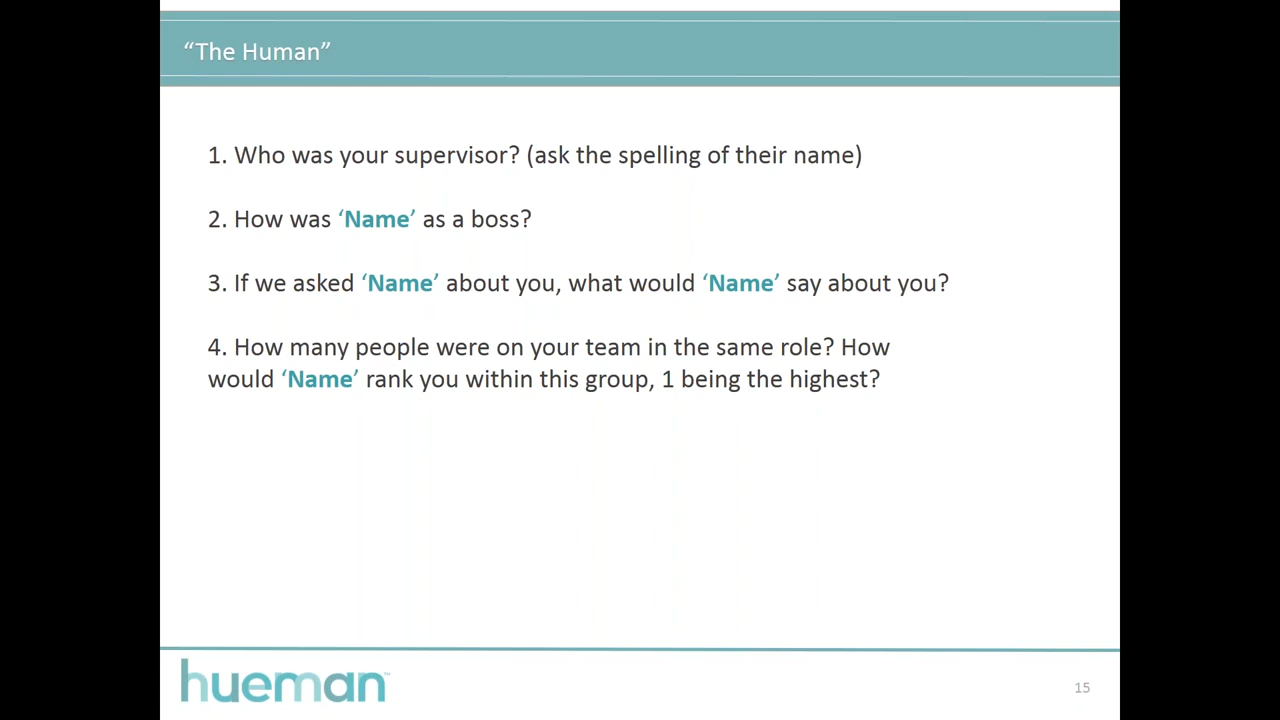 “The Human”
1. Who was your supervisor? (ask the spelling of their name)
2. How was ‘Name’ as a boss?
3. If we asked ‘Name’ about you, what would ‘Name’ say about you?
4. How many people were on your team in the same role? How
would ‘Name’ rank you within this group, 1 being the highest?
hueman™
15